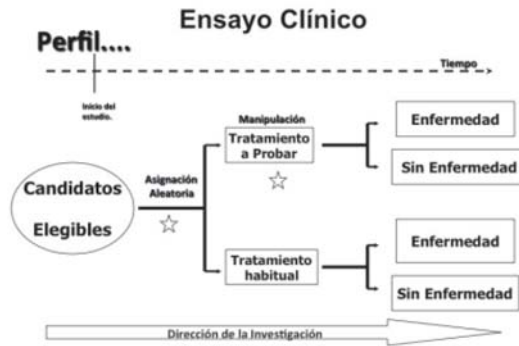 Ensayo Clínico
Perfil....
Tiempo
Inicio del
estudio.
Manipulación
Tratamiento
a Probar
Enfermedad
Sin Enfermedad
Asignación
Aleatoria
Candidatos
Elegibles
Tratamiento
habitual
Enfermedad
Sin Enfermedad
Dirección de la Investigación